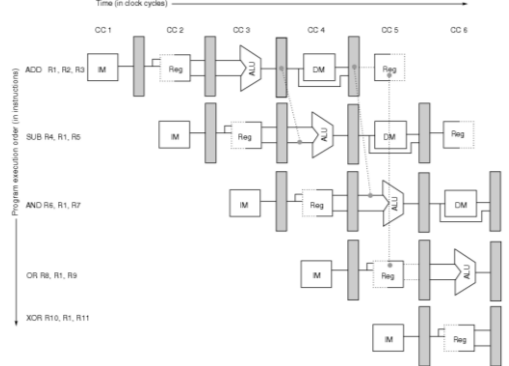 Time (in clock cycles)
CC 1 CC 2 CC 3 CC 4 CC 5 CC 6
Program execution order (in instructions)
ADD R1, R2, R3 IM Reg ALU DM Reg
SUB R4, R1, R5 IM Reg ALU DM Reg
AND R6, R1, R7 IM Reg ALU DM
OR R8, R1, R9 IM Reg ALU
XOR R10, R1, R11 IM Reg